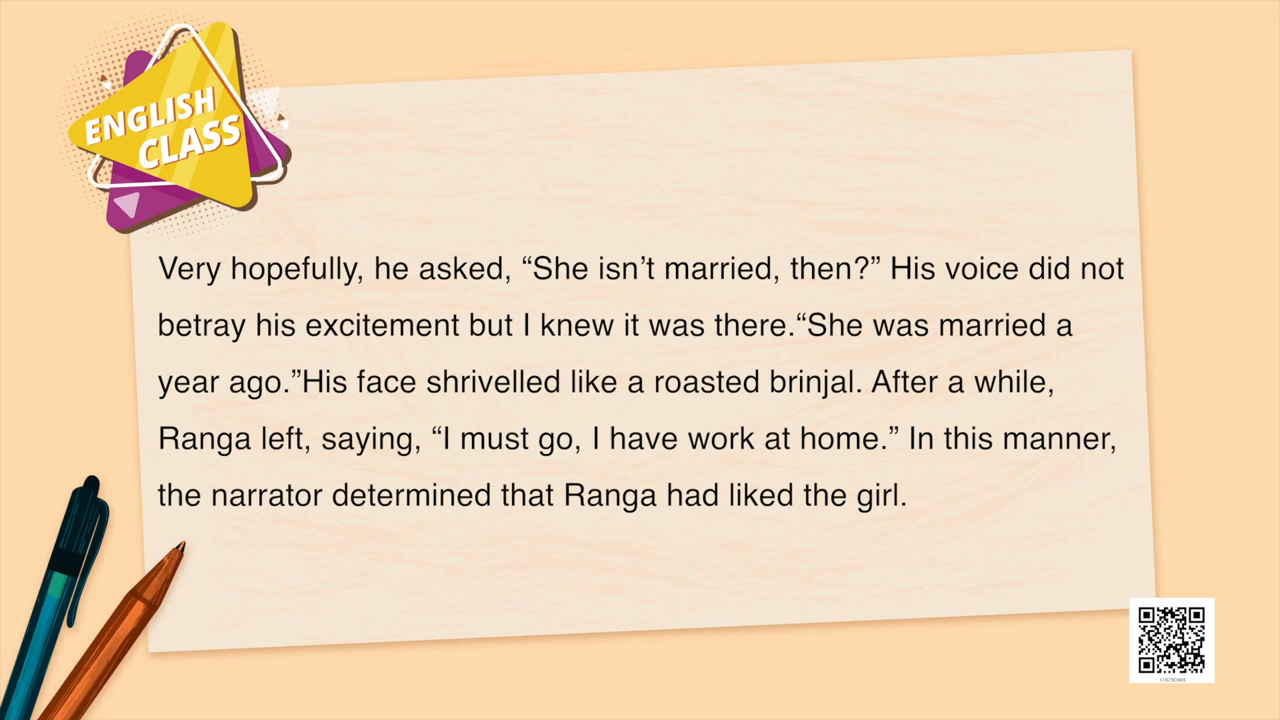 ENGLISH
CLASS
Very hopefully, he asked, “She isn’t married, then?” His voice did not
betray his excitement but I knew it was there.“She was married a
year ago.”His face shrivelled like a roasted brinjal. After a while,
Ranga left, saying, “I must go, I have work at home.” In this manner,
the narrator determined that Ranga had liked the girl.